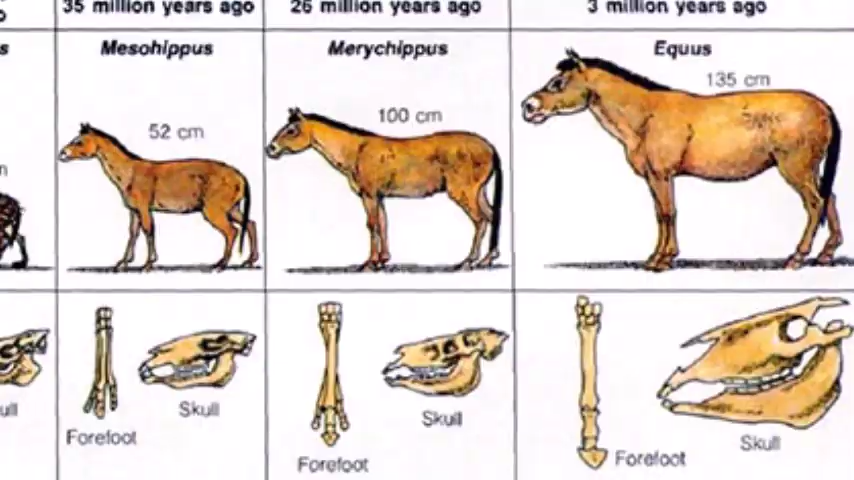 35 million years ago
26 million years ago
3 million years ago
Mesohippus
Merychippus
Equus
52 cm
100 cm
135 cm
Forefoot
Skull
Forefoot
Skull
Forefoot
Skull